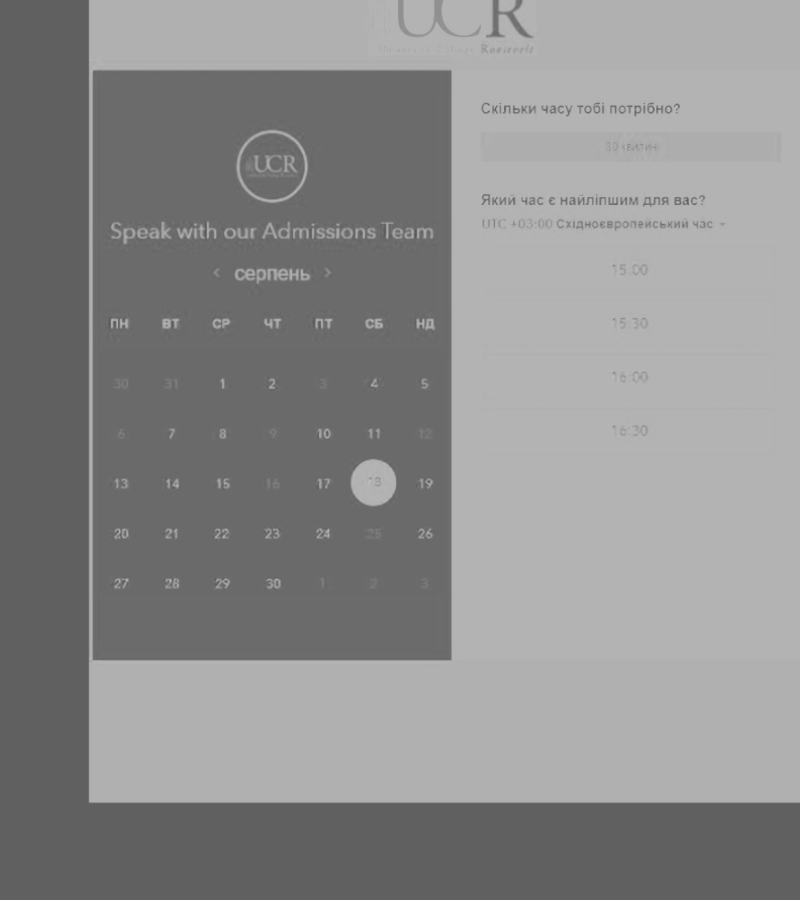 UCR
University College Roosevelt
UCR
Speak with our Admissions Team
< серпень >
ПН ВТ СР ЧТ ПТ СБ НД
30 31 1 2 3 4 5
6 7 8 9 10 11 12
13 14 15 16 17 18 19
20 21 22 23 24 25 26
27 28 29 30 1 2 3
Скільки часу тобі потрібно?
30 хвилин
Який час є найліпшим для вас?
UTC +03:00 Східноєвропейський час
15:00
15:30
16:00
16:30